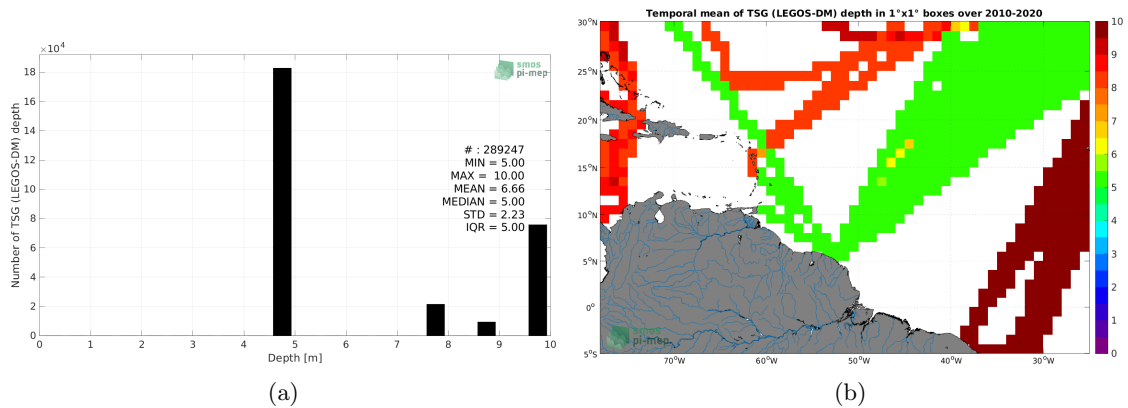 ×10⁴
18
16
14
12
10
8
6
4
2
0
Number of TSG (LEGOS-DM) depth
smos
pi-mep
# : 289247
MIN = 5.00
MAX = 10.00
MEAN = 6.66
MEDIAN = 5.00
STD = 2.23
IQR = 5.00
0 1 2 3 4 5 6 7 8 9 10
Depth [m]
(a)
Temporal mean of TSG (LEGOS-DM) depth in 1°x1° boxes over 2010-2020
30°N
25°N
20°N
15°N
10°N
5°N
0°
5°S
70°W 60°W 50°W 40°W 30°W
smos
pi-mep
10
9
8
7
6
5
4
3
2
1
0
(b)